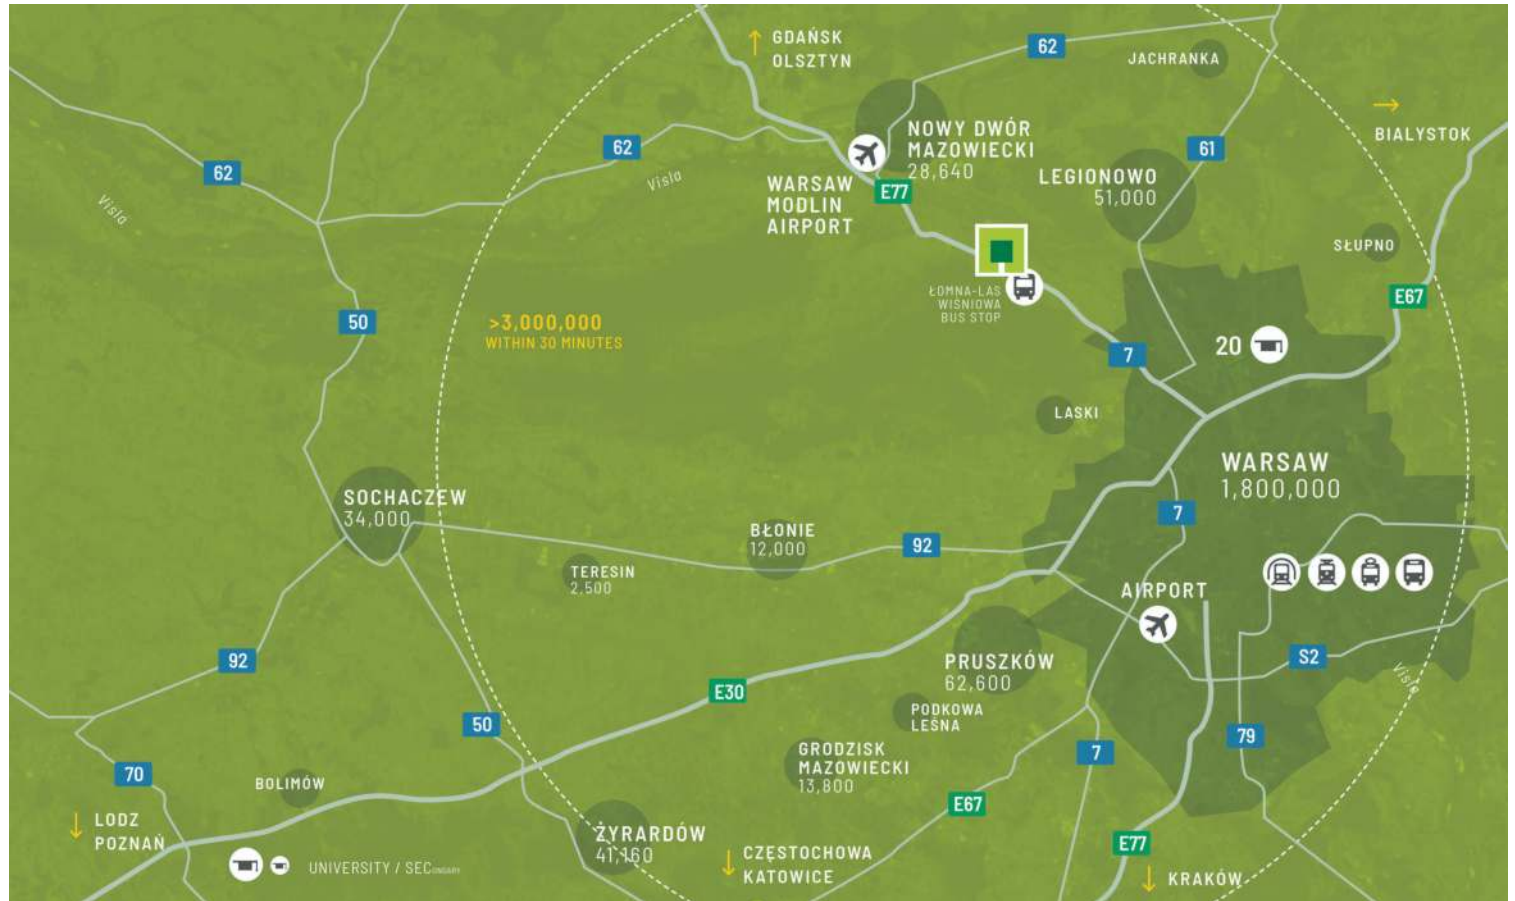 GDAŃSK
OLSZTYN
62
JACHRANKA
BIALYSTOK
NOWY DWÓR
MAZOWIECKI
28,640
62
61
62
Visla
WARSAW
MODLIN
AIRPORT
E77
LEGIONOWO
51,000
Visla
SŁUPNO
ŁOMNA-LAS
WIŚNIOWA
BUS STOP
E67
50
>3,000,000
WITHIN 30 MINUTES
7
20
LASKI
WARSAW
1,800,000
SOCHACZEW
34,000
7
BŁONIE
12,000
92
TERESIN
2,500
AIRPORT
92
PRUSZKÓW
62,600
S2
Visla
E30
PODKOWA
LEŚNA
50
79
7
GRODZISK
MAZOWIECKI
13,800
70
BOLIMÓW
E67
LODZ
POZNAŃ
ŻYRARDÓW
41,160
E77
CZĘSTOCHOWA
KATOWICE
UNIVERSITY / SECONDARY
KRAKÓW